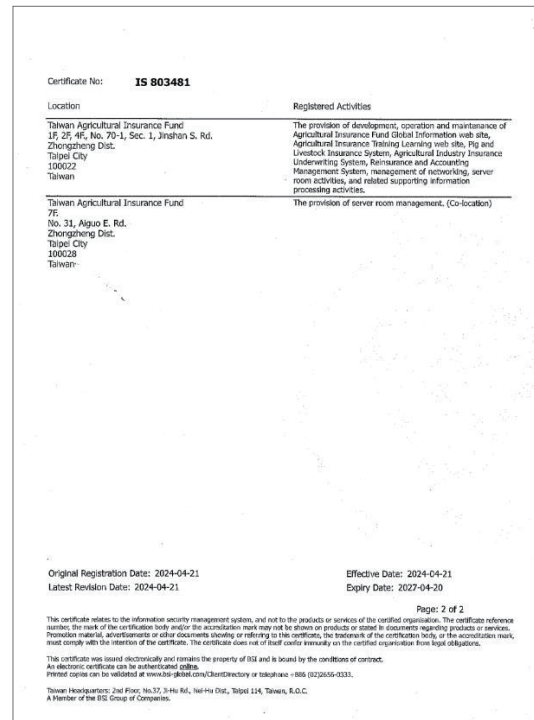 Certificate No: IS 803481
Location Registered Activities
Taiwan Agricultural Insurance Fund
1F, 2F, 4F., No. 70-1, Sec. 1, Jinshan S. Rd.
Zhongzheng Dist.
Taipei City
100022
Taiwan
The provision of development, operation and maintenance of
Agricultural Insurance Fund Global Information web site,
Agricultural Insurance Training Learning web site, Pig and
Livestock Insurance System, Agricultural Industry Insurance
Underwriting System, Reinsurance and Accounting
Management System, management of networking, server
room activities, and related supporting information
processing activities.
Taiwan Agricultural Insurance Fund
7F.
No. 31, Aiguo E. Rd.
Zhongzheng Dist.
Taipei City
100028
Taiwan
The provision of server room management. (Co-location)
Original Registration Date: 2024-04-21 Effective Date: 2024-04-21
Latest Revision Date: 2024-04-21 Expiry Date: 2027-04-20
Page: 2 of 2
This certificate relates to the information security management system, and not to the products or services of the certified organisation. The certificate reference
number, the mark of the certification body and/or the accreditation mark may not be shown on products or stated in documents regarding products or services.
Promotion material, advertisements or other documents showing or referring to this certificate, the trademark of the certification body, or the accreditation mark,
must comply with the intention of the certificate. The certificate does not of itself confer immunity on the certified organisation from legal obligations.
This certificate was issued electronically and remains the property of BSI and is bound by the conditions of contract.
An electronic certificate can be authenticated online.
Printed copies can be validated at www.bsi-global.com/ClientDirectory or telephone +886 (02)2656-0333.
Taiwan Headquarters: 2nd Floor, No.37, Ji-Hu Rd., Nei-Hu Dist., Taipei 114, Taiwan, R.O.C.
A Member of the BSI Group of Companies.